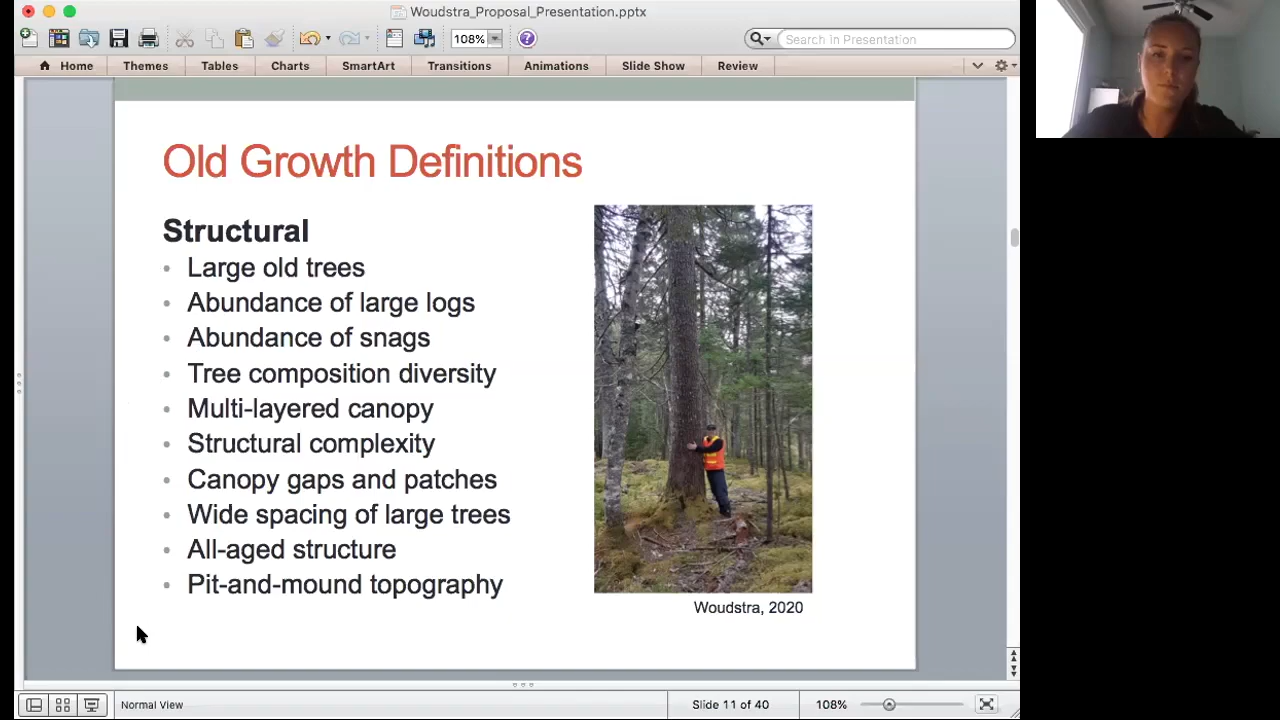 Woudstra_Proposal_Presentation.pptx
108%
Search in Presentation
Home Themes Tables Charts SmartArt Transitions Animations Slide Show Review
Old Growth Definitions
Structural
• Large old trees
• Abundance of large logs
• Abundance of snags
• Tree composition diversity
• Multi-layered canopy
• Structural complexity
• Canopy gaps and patches
• Wide spacing of large trees
• All-aged structure
• Pit-and-mound topography
Woudstra, 2020
Normal View Slide 11 of 40 108%